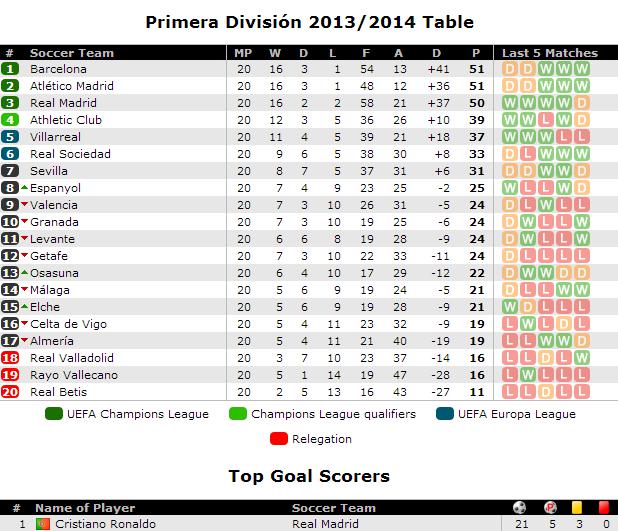 Primera División 2013/2014 Table
# Soccer Team MP W D L F A D P Last 5 Matches
1 Barcelona 20 16 3 1 54 13 +41 51 D D W W W
2 Atlético Madrid 20 16 3 1 48 12 +36 51 D D W W W
3 Real Madrid 20 16 2 2 58 21 +37 50 W W W W D
4 Athletic Club 20 12 3 5 36 26 +10 39 W W L W D
5 Villarreal 20 11 4 5 39 21 +18 37 W W W L L
6 Real Sociedad 20 9 6 5 38 30 +8 33 D L W W W
7 Sevilla 20 8 7 5 37 31 +6 31 D D W W D
8 Espanyol 20 7 4 9 23 25 -2 25 W L L W D
9 Valencia 20 7 3 10 26 31 -5 24 D L W L L
10 Granada 20 7 3 10 19 25 -6 24 D W L L W
11 Levante 20 6 6 8 19 28 -9 24 D W L L W
12 Getafe 20 7 3 10 22 33 -11 24 D L L L L
13 Osasuna 20 6 4 10 17 29 -12 22 D W W D D
14 Málaga 20 5 6 9 19 24 -5 21 D L L W W
15 Elche 20 5 6 9 19 28 -9 21 W D L L L
16 Celta de Vigo 20 5 4 11 23 32 -9 19 L W L D L
17 Almería 20 5 4 11 21 40 -19 19 L L W W D
18 Real Valladolid 20 3 7 10 23 37 -14 16 L L D L W
19 Rayo Vallecano 20 5 1 14 19 47 -28 16 L W L L L
20 Real Betis 20 2 5 13 16 43 -27 11 L L D L L
UEFA Champions League Champions League qualifiers UEFA Europa League
Relegation
Top Goal Scorers
# Name of Player Soccer Team
1 Cristiano Ronaldo Real Madrid 21 5 3 0